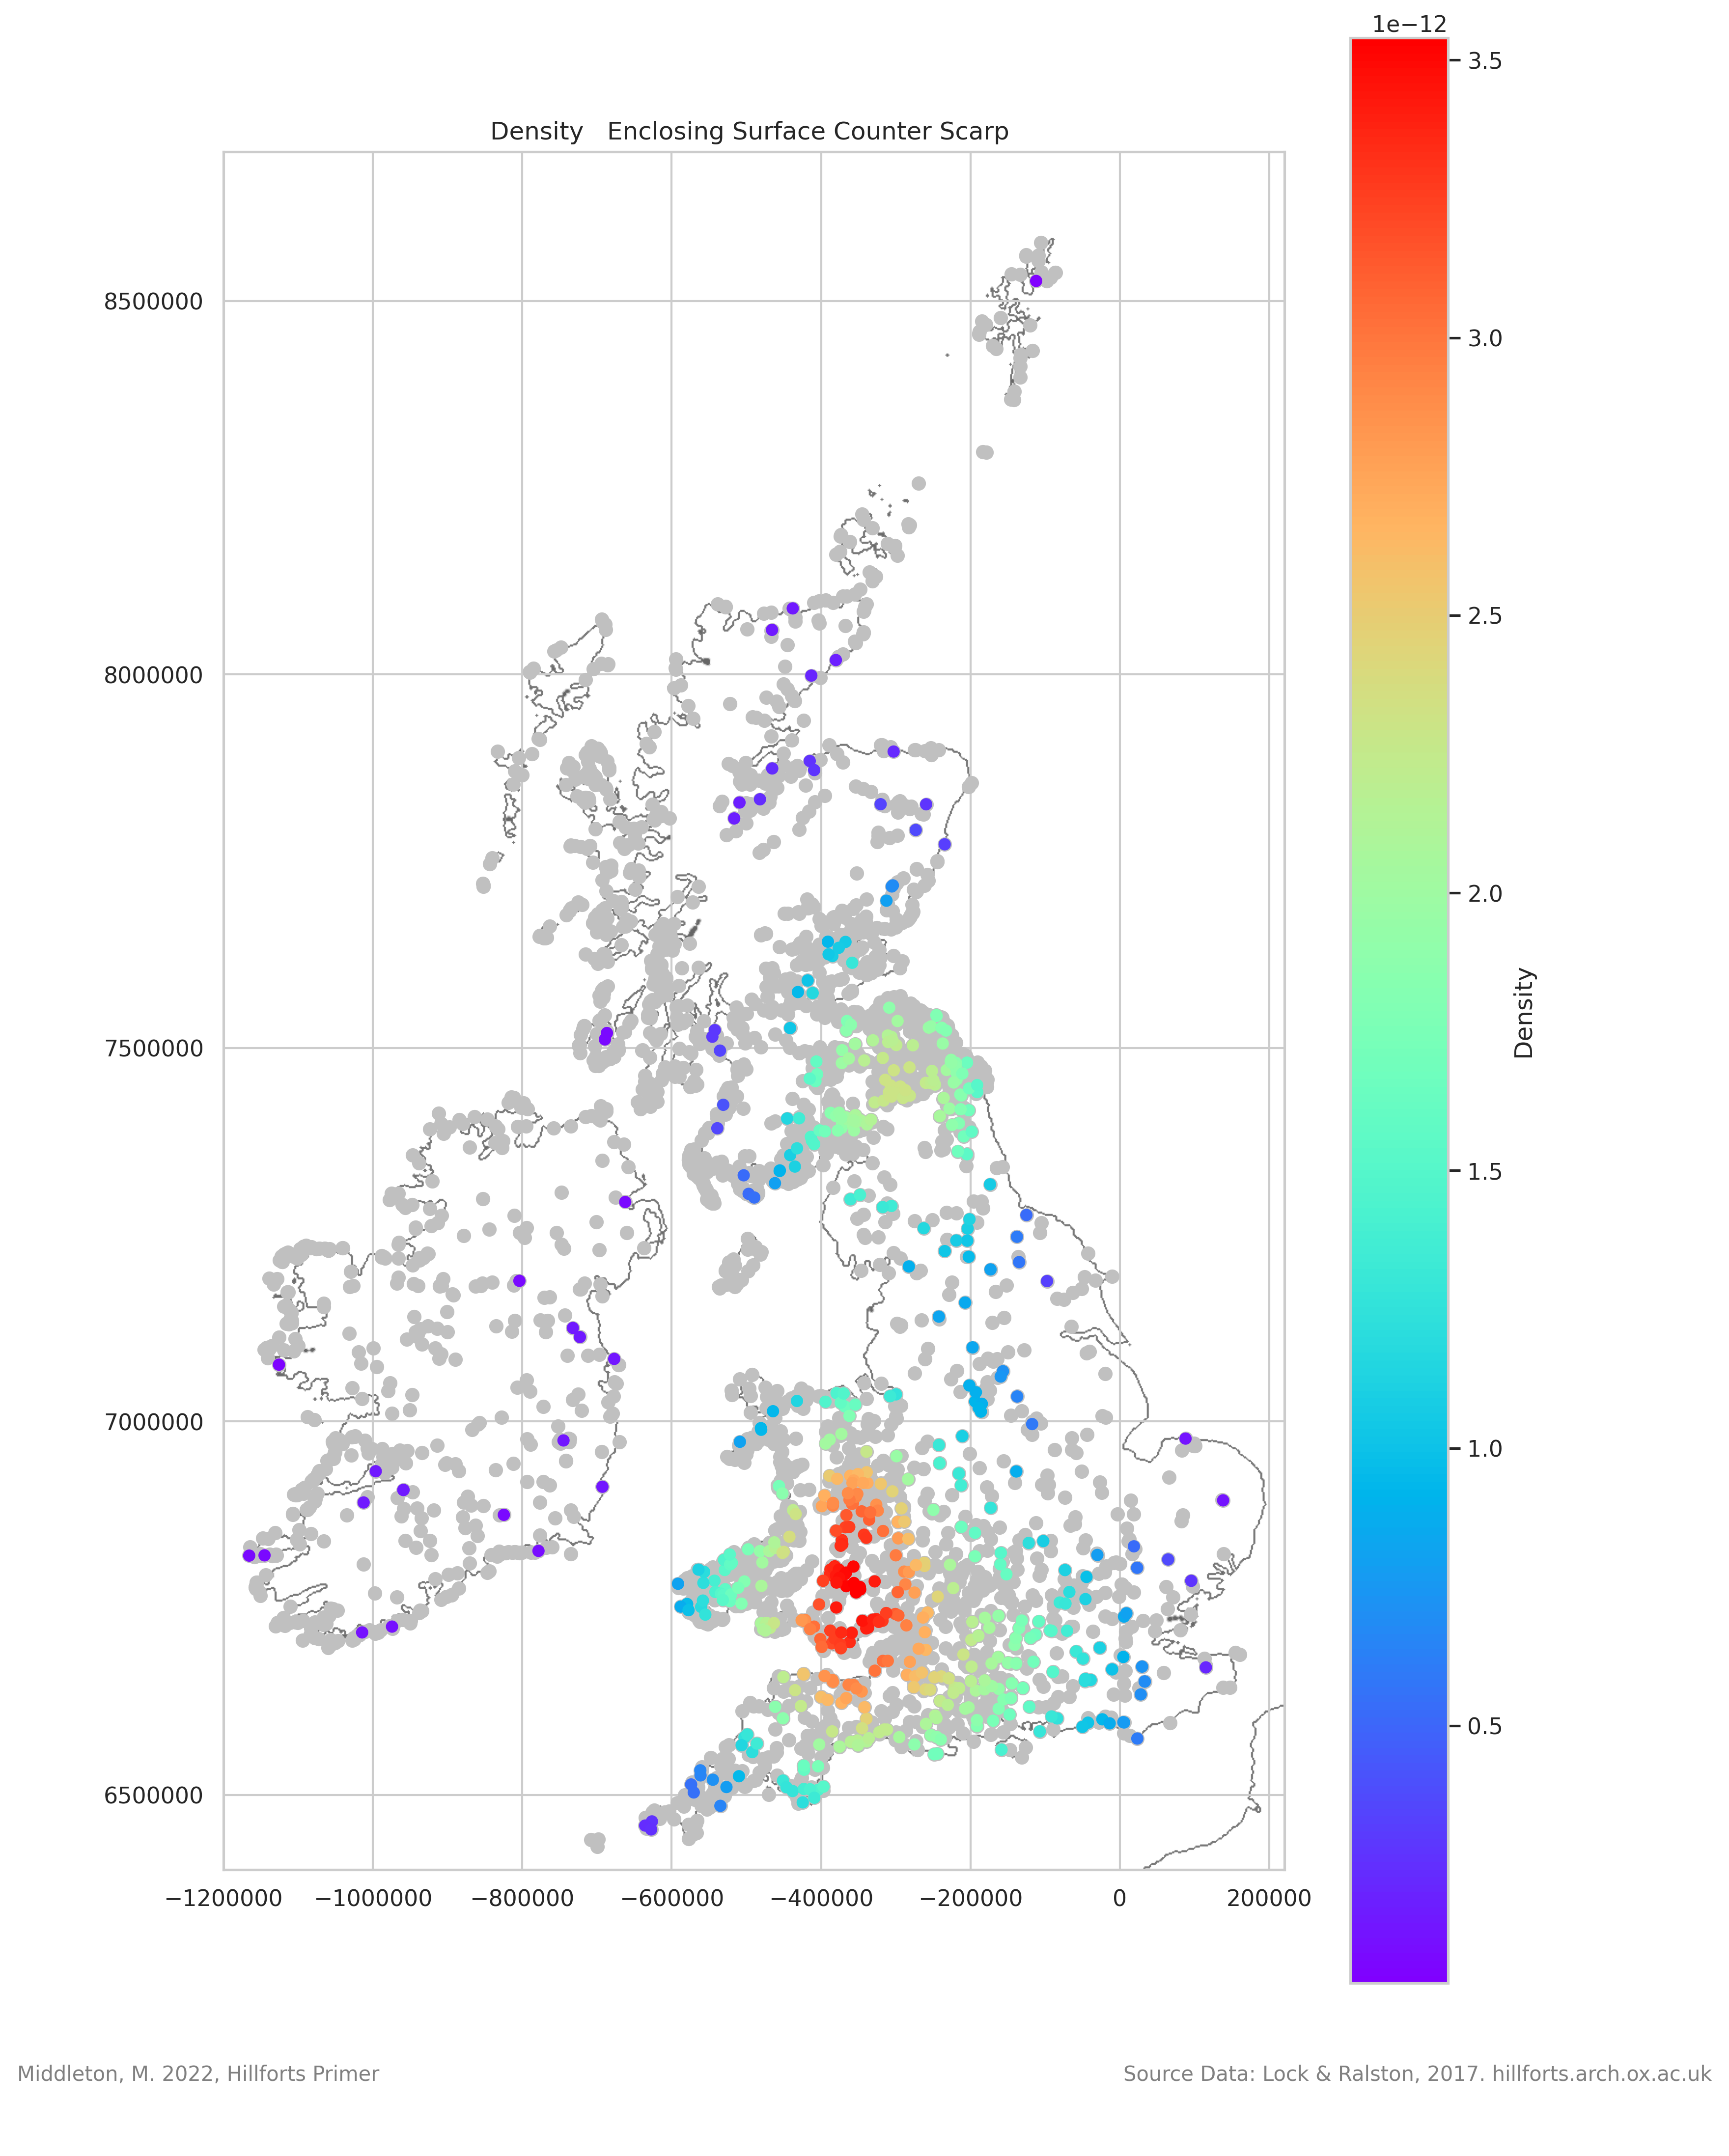 1e−12
Density   Enclosing Surface Counter Scarp
3.5
3.0
2.5
2.0
1.5
1.0
0.5
Density
8500000
8000000
7500000
7000000
6500000
−1200000 −1000000 −800000 −600000 −400000 −200000 0 200000
Middleton, M. 2022, Hillforts Primer
Source Data: Lock & Ralston, 2017. hillforts.arch.ox.ac.uk